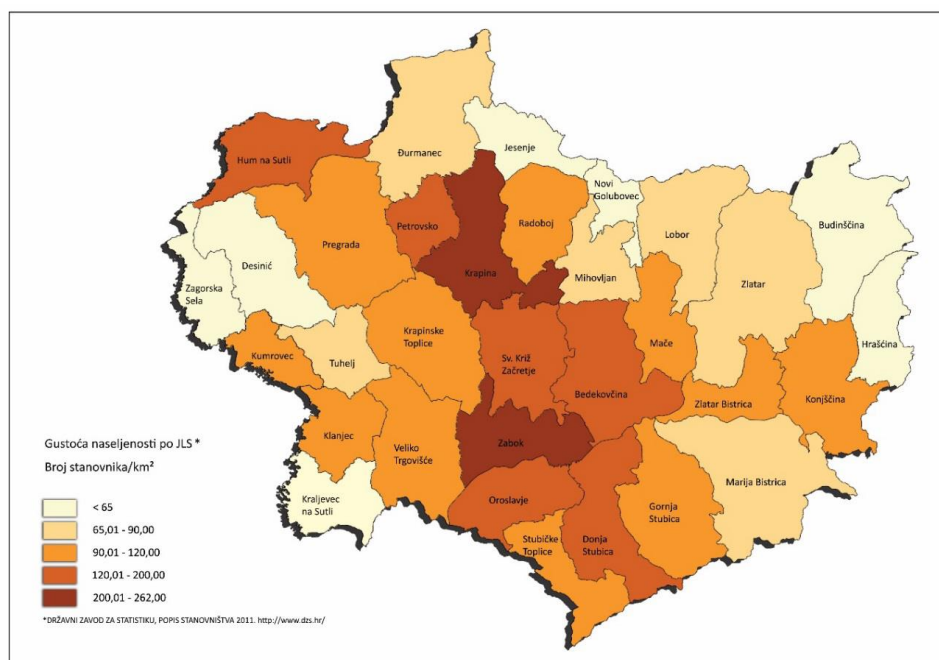 Hum na Sutli
Đurmanec
Jesenje
Novi
Golubovec
Budinščina
Petrovsko
Radoboj
Lobor
Pregrada
Desinić
Krapina
Mihovljan
Zlatar
Zagorska
Sela
Krapinske
Toplice
Mače
Hrašćina
Kumrovec
Tuhelj
Sv. Križ
Začretje
Bedekovčina
Zlatar Bistrica
Konjščina
Klanjec
Veliko
Trgovišće
Zabok
Kraljevec
na Sutli
Oroslavje
Gornja
Stubica
Marija Bistrica
Stubičke
Toplice
Donja
Stubica
Gustoća naseljenosti po JLS *
Broj stanovnika/km²
< 65
65,01 - 90,00
90,01 - 120,00
120,01 - 200,00
200,01 - 262,00
*DRŽAVNI ZAVOD ZA STATISTIKU, POPIS STANOVNIŠTVA 2011. http://www.dzs.hr/